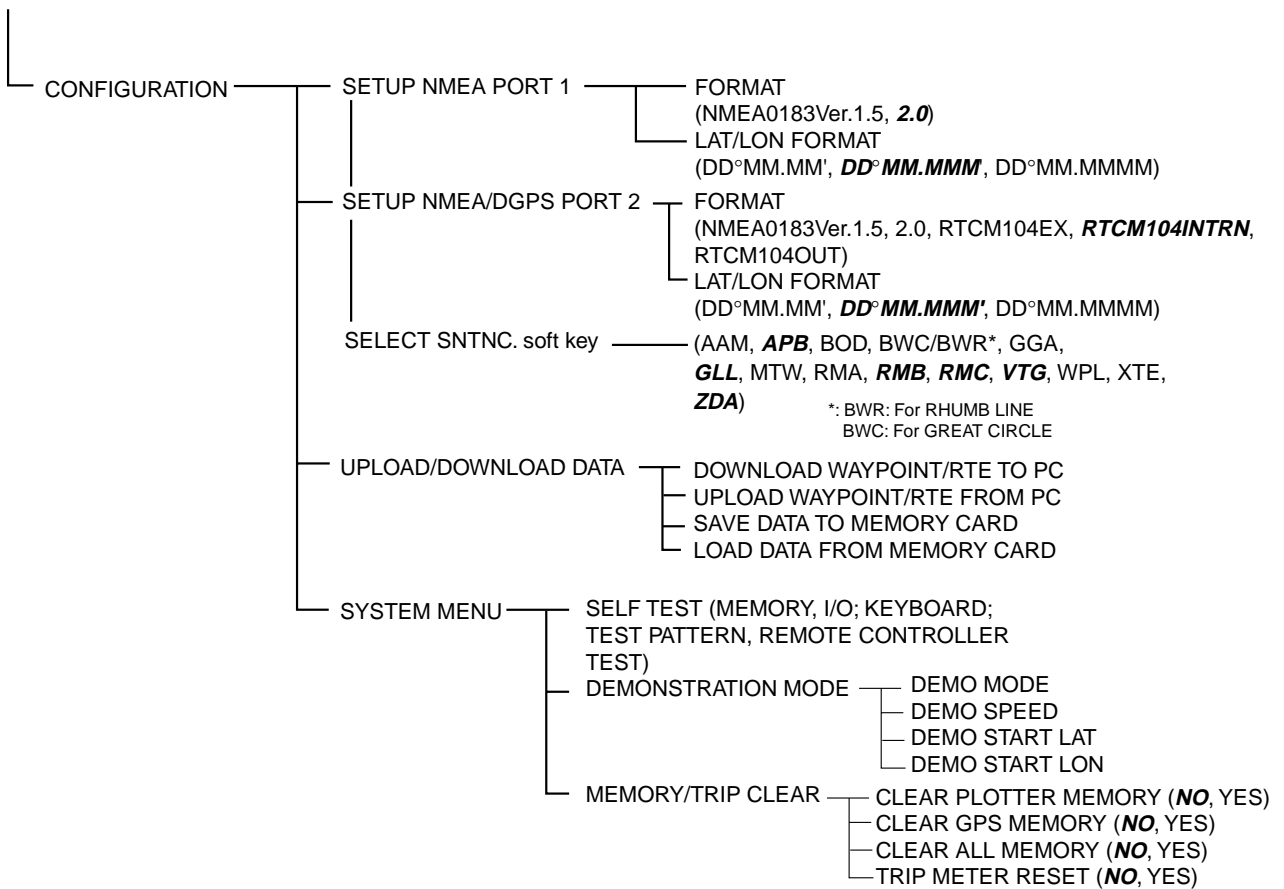 CONFIGURATION
SETUP NMEA PORT 1
FORMAT
(NMEA0183Ver.1.5, 2.0)
LAT/LON FORMAT
(DD°MM.MM', DD°MM.MMM', DD°MM.MMMM)
SETUP NMEA/DGPS PORT 2
FORMAT
(NMEA0183Ver.1.5, 2.0, RTCM104EX, RTCM104INTRN,
RTCM104OUT)
LAT/LON FORMAT
(DD°MM.MM', DD°MM.MMM', DD°MM.MMMM)
SELECT SNTNC. soft key
(AAM, APB, BOD, BWC/BWR*, GGA,
GLL, MTW, RMA, RMB, RMC, VTG, WPL, XTE,
ZDA)
*: BWR: For RHUMB LINE
BWC: For GREAT CIRCLE
UPLOAD/DOWNLOAD DATA
DOWNLOAD WAYPOINT/RTE TO PC
UPLOAD WAYPOINT/RTE FROM PC
SAVE DATA TO MEMORY CARD
LOAD DATA FROM MEMORY CARD
SYSTEM MENU
SELF TEST (MEMORY, I/O; KEYBOARD;
TEST PATTERN, REMOTE CONTROLLER
TEST)
DEMONSTRATION MODE
DEMO MODE
DEMO SPEED
DEMO START LAT
DEMO START LON
MEMORY/TRIP CLEAR
CLEAR PLOTTER MEMORY (NO, YES)
CLEAR GPS MEMORY (NO, YES)
CLEAR ALL MEMORY (NO, YES)
TRIP METER RESET (NO, YES)